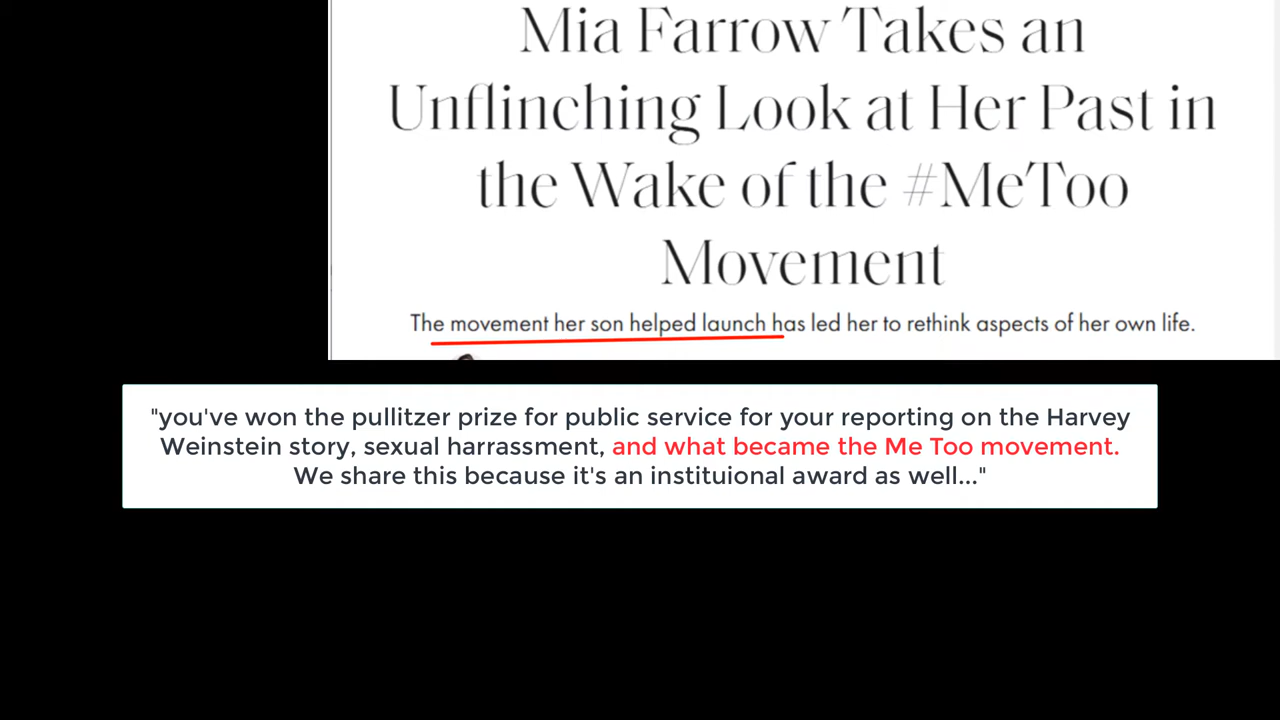 Mia Farrow Takes an
Unflinching Look at Her Past in
the Wake of the #MeToo
Movement
The movement her son helped launch has led her to rethink aspects of her own life.
"you've won the pullitzer prize for public service for your reporting on the Harvey
Weinstein story, sexual harrassment, and what became the Me Too movement.
We share this because it's an instituional award as well..."